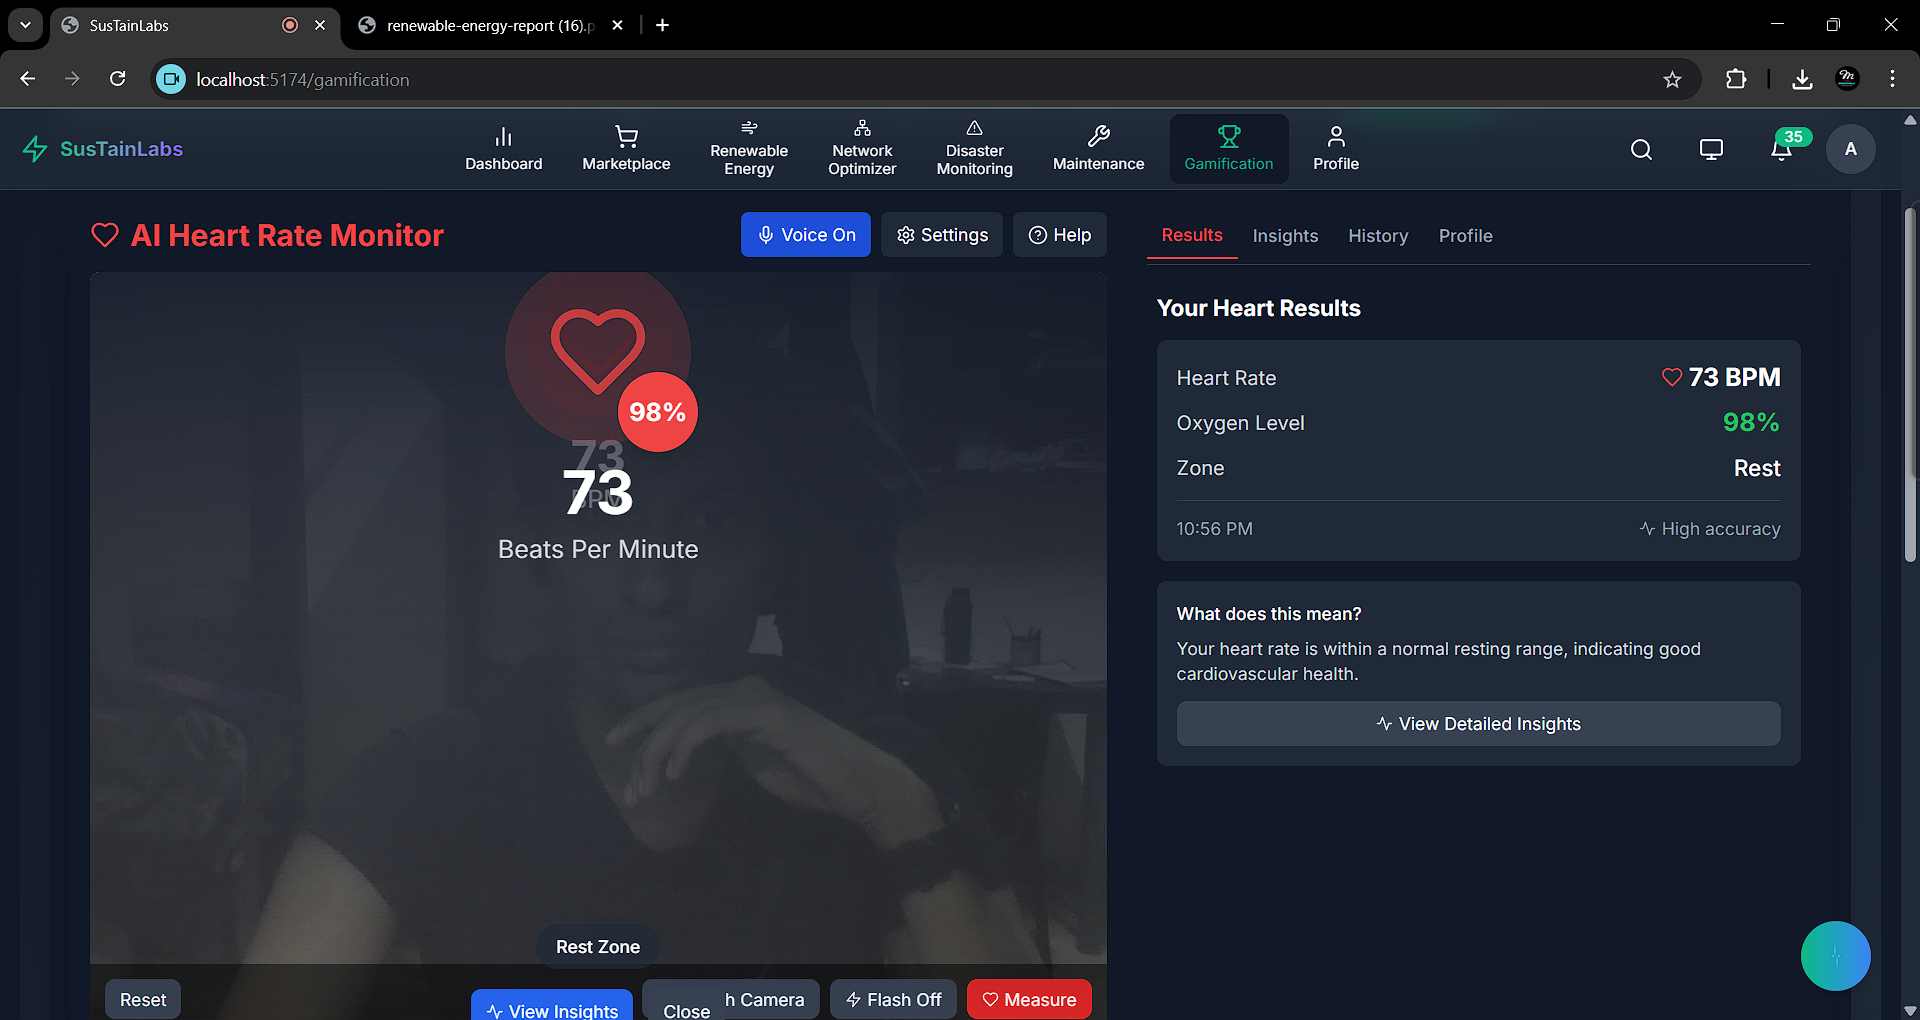 SusTainLabs
renewable-energy-report (16).p
localhost:5174/gamification
SusTainLabs
Dashboard
Marketplace
Renewable
Energy
Network
Optimizer
Disaster
Monitoring
Maintenance
Gamification
Profile
35
A
AI Heart Rate Monitor
Voice On
Settings
Help
98%
73
BPM
73
Beats Per Minute
Rest Zone
Reset
View Insights
Close
h Camera
Flash Off
Measure
Results
Insights
History
Profile
Your Heart Results
Heart Rate
73 BPM
Oxygen Level
98%
Zone
Rest
10:56 PM
High accuracy
What does this mean?
Your heart rate is within a normal resting range, indicating good
cardiovascular health.
View Detailed Insights